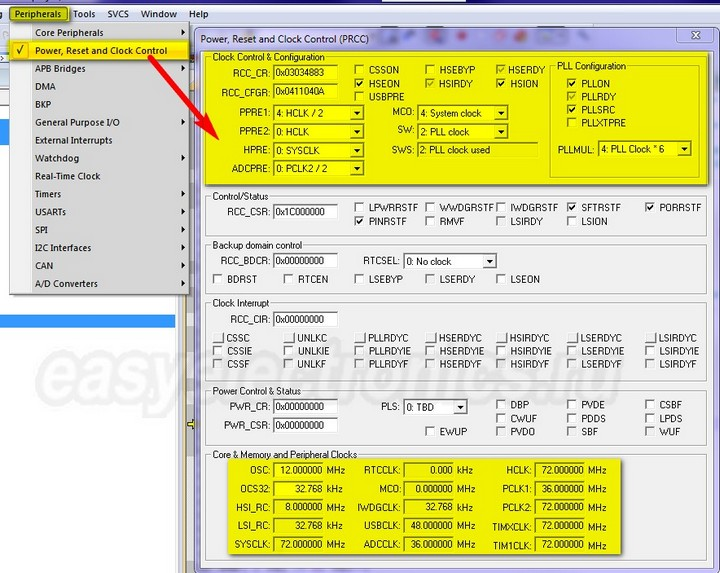 Peripherals Tools SVCS Window Help
Core Peripherals
✓ Power, Reset and Clock Control
APB Bridges
DMA
BKP
General Purpose I/O
External Interrupts
Watchdog
Real-Time Clock
Timers
USARTs
SPI
I2C Interfaces
CAN
A/D Converters
Power, Reset and Clock Control (PRCC)
Clock Control & Configuration
RCC_CR: 0x03034883 CSSON HSEBYP HSERDY
RCC_CFGR: 0x0411040A HSEON HSIRDY HSION
USBPRE
PPRE1: 4: HCLK / 2 MCO: 4: System clock
PPRE2: 0: HCLK SW: 2: PLL clock
HPRE: 0: SYSCLK SWS: 2: PLL clock used
ADCPRE: 0: PCLK2 / 2
PLL Configuration
PLLON
PLLRDY
PLLSRC
PLLXTPRE
PLLMUL: 4: PLL Clock * 6
Control/Status
RCC_CSR: 0x1C000000 LPWRRSTF WWDGRSTF IWDGRSTF SFTRSTF PORRSTF
PINRSTF RMVF LSIRDY LSION
Backup domain control
RCC_BDCR: 0x00000000 RTCSEL: 0: No clock
BDRST RTCEN LSEBYP LSERDY LSEON
Clock Interrupt
RCC_CIR: 0x00000000
CSSC UNLKC PLLRDYC HSERDYC HSIRDYC LSERDYC LSIRDYC
CSSIE UNLKIE PLLRDYIE HSERDYIE HSIRDYIE LSERDYIE LSIRDYIE
CSSF UNLKF PLLRDYF HSERDYF HSIRDYF LSERDYF LSIRDYF
easyelectronics.ru
Power Control & Status
PWR_CR: 0x00000000 PLS: 0: TBD DBP PVDE CSBF
CWUF PDDS LPDS
PWR_CSR: 0x00000000 EWUP PVDO SBF WUF
Core & Memory and Peripheral Clocks
OSC: 12.000000 MHz RTCCLK: 0.000 kHz HCLK: 72.000000 MHz
OCS32: 32.768 kHz MCO: 0.000000 MHz PCLK1: 36.000000 MHz
HSI_RC: 8.000000 MHz IWDGCLK: 32.768 kHz PCLK2: 72.000000 MHz
LSI_RC: 32.768 kHz USBCLK: 48.000000 MHz TIMXCLK: 72.000000 MHz
SYSCLK: 72.000000 MHz ADCCLK: 36.000000 MHz TIM1CLK: 72.000000 MHz